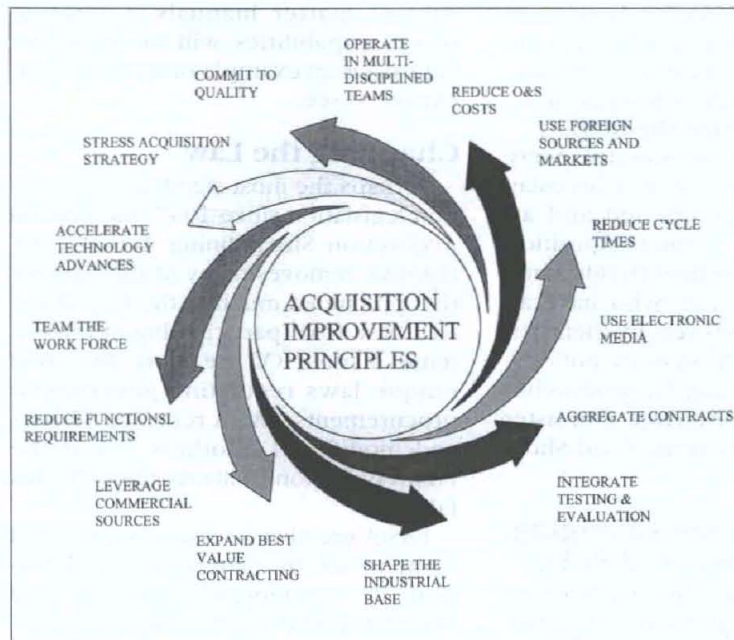 OPERATE
IN MULTI-
DISCIPLINED
TEAMS
REDUCE O&S
COSTS
USE FOREIGN
SOURCES AND
MARKETS
REDUCE CYCLE
TIMES
USE ELECTRONIC
MEDIA
AGGREGATE CONTRACTS
INTEGRATE
TESTING &
EVALUATION
SHAPE THE
INDUSTRIAL
BASE
EXPAND BEST
VALUE
CONTRACTING
LEVERAGE
COMMERCIAL
SOURCES
REDUCE FUNCTIONSL
REQUIREMENTS
TEAM THE
WORK FORCE
ACCELERATE
TECHNOLOGY
ADVANCES
STRESS ACQUISITION
STRATEGY
COMMIT TO
QUALITY
ACQUISITION
IMPROVEMENT
PRINCIPLES